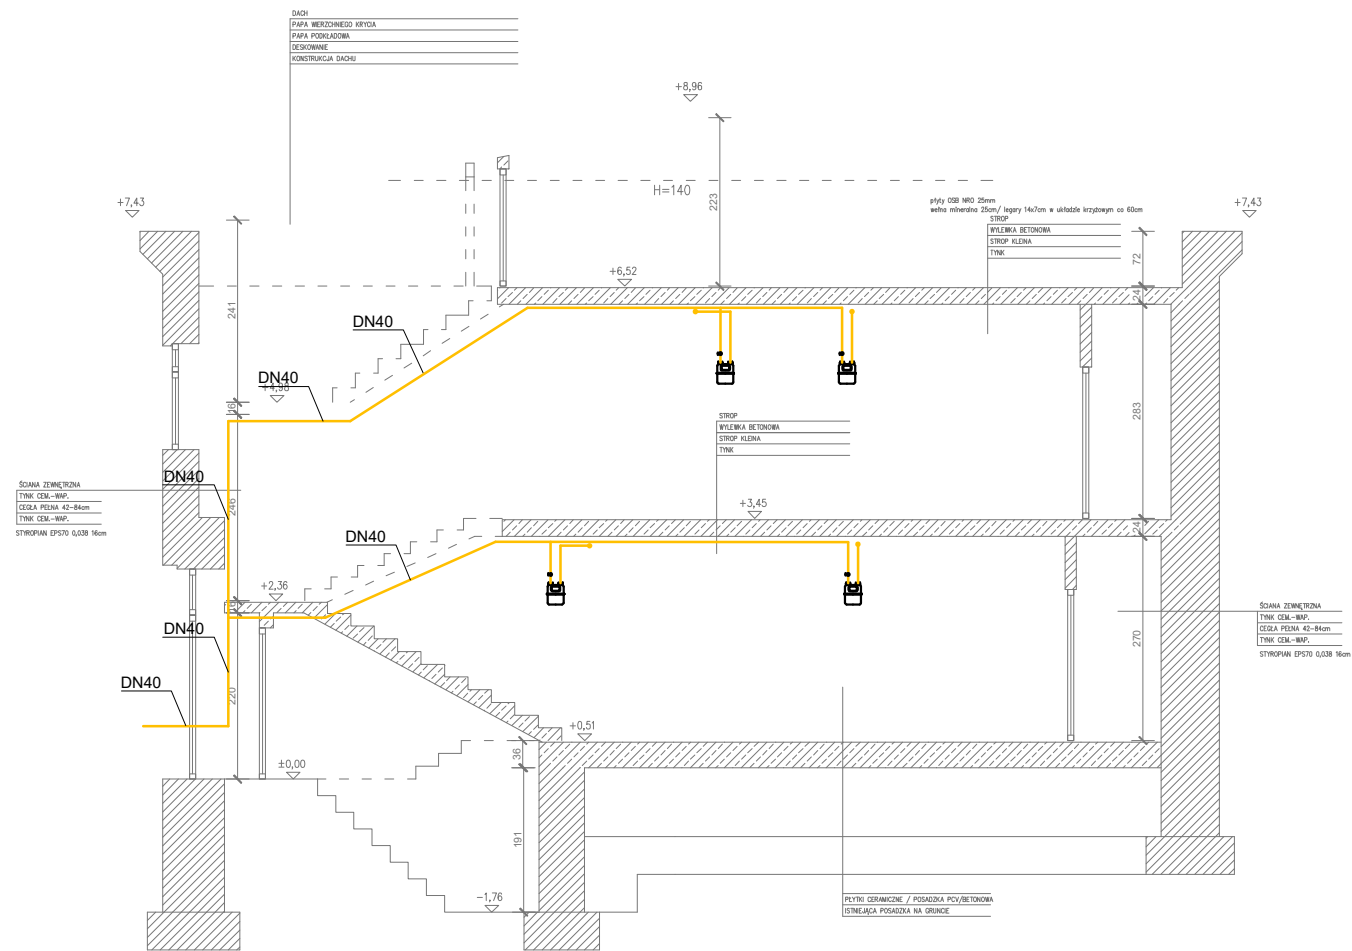 DACH
PAPA WIERZCHNIEGO KRYCIA
PAPA PODKŁADOWA
DESKOWANIE
KONSTRUKCJA DACHU
+8,96
H=140
223
+7,43
płyty OSB NRO 25mm
wełna mineralna 25cm/ legary 14x7cm w układzie krzyżowym co 60cm
STROP
WYLEWKA BETONOWA
STROP KLEINA
TYNK
+7,43
72
24
+6,52
241
DN40
DN40
+4,98
16
283
STROP
WYLEWKA BETONOWA
STROP KLEINA
TYNK
DN40
246
ŚCIANA ZEWNĘTRZNA
TYNK CEM.-WAP.
CEGŁA PEŁNA 42-84cm
TYNK CEM.-WAP.
STYROPIAN EPS70 0,038 16cm
+3,45
24
DN40
+2,36
16
DN40
270
ŚCIANA ZEWNĘTRZNA
TYNK CEM.-WAP.
CEGŁA PEŁNA 42-84cm
TYNK CEM.-WAP.
STYROPIAN EPS70 0,038 16cm
DN40
220
+0,51
36
±0,00
191
-1,76
PŁYTKI CERAMICZNE / POSADZKA PCV/BETONOWA
ISTNIEJĄCA POSADZKA NA GRUNCIE